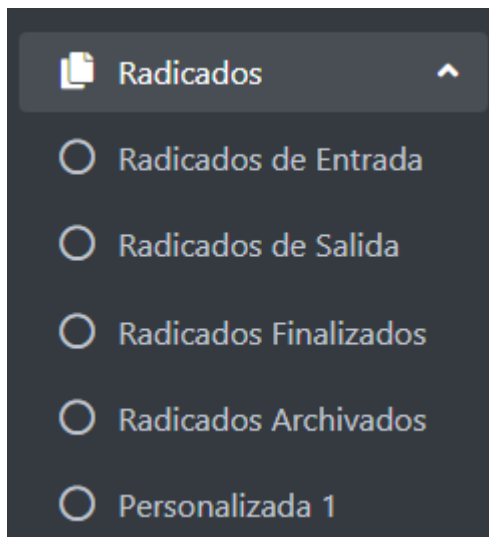 Radicados
Radicados de Entrada
Radicados de Salida
Radicados Finalizados
Radicados Archivados
Personalizada 1